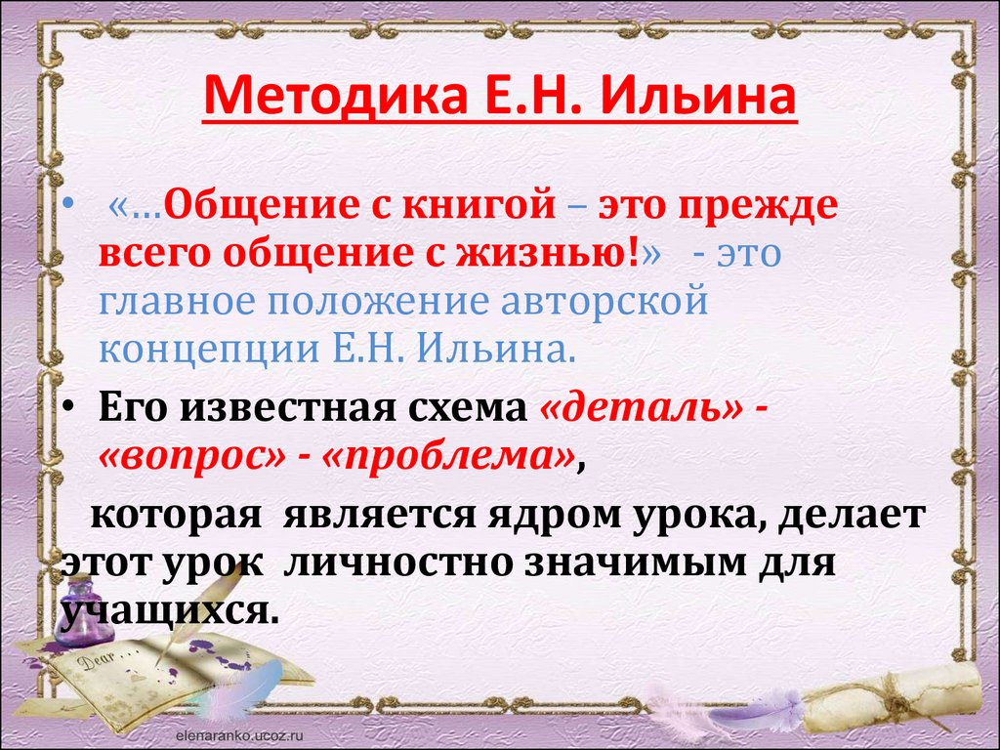 Методика Е.Н. Ильина
• «...Общение с книгой – это прежде
всего общение с жизнью!» - это
главное положение авторской
концепции Е.Н. Ильина.
• Его известная схема «деталь» -
«вопрос» - «проблема»,
которая является ядром урока, делает
этот урок личностно значимым для
учащихся.
Dear...
elenaranko.ucoz.ru